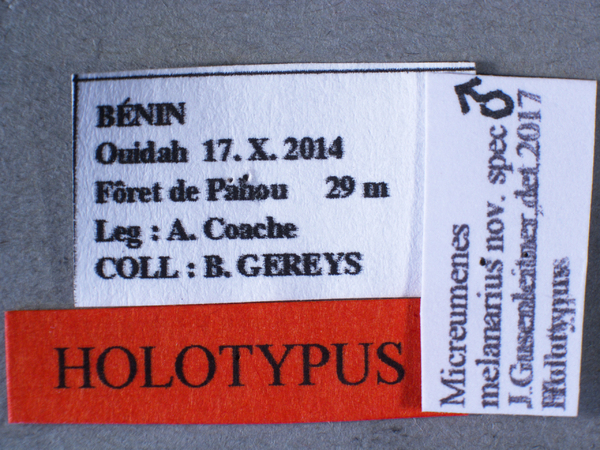 BÉNIN
Ouidah 17. X. 2014
Fôret de Pahou 29 m
Leg : A. Coache
COLL : B. GEREYS
HOLOTYPUS
Micreumenes ♂
melanarius nov. spec
J.Gusenleitner det 2017
Holotypus